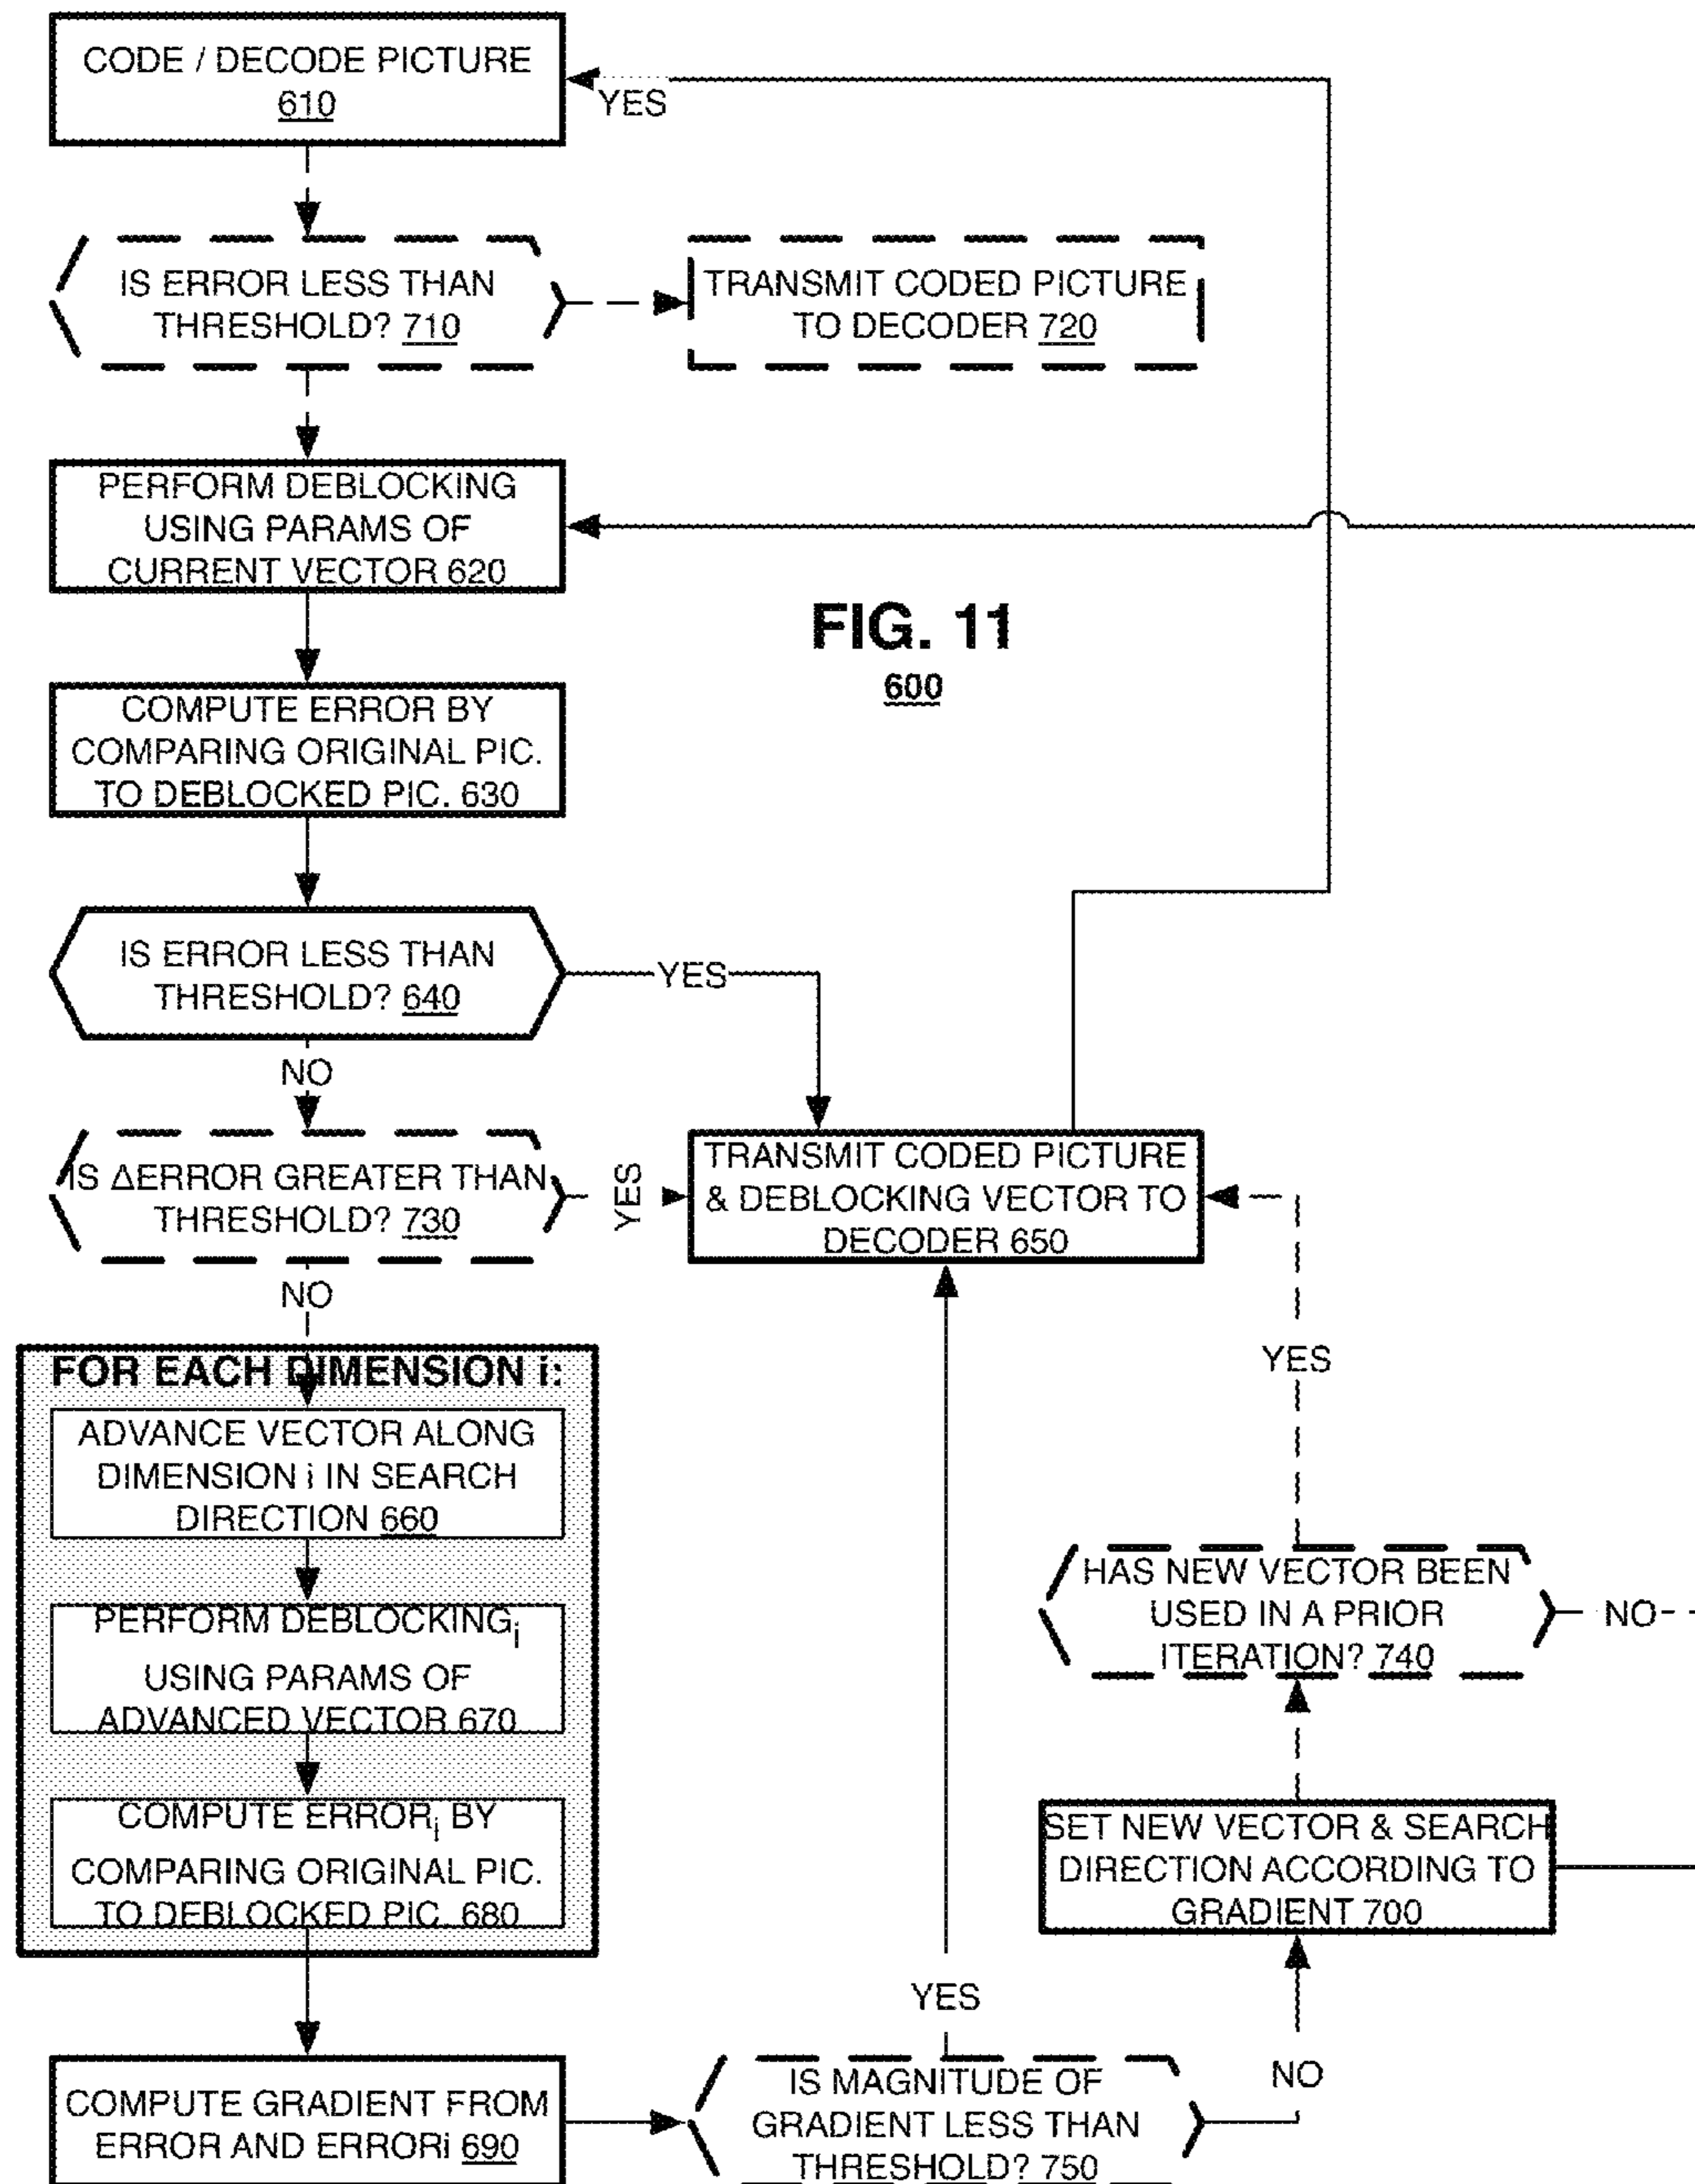 CODE / DECODE PICTURE
610
YES
IS ERROR LESS THAN
THRESHOLD? 710
TRANSMIT CODED PICTURE
TO DECODER 720
PERFORM DEBLOCKING
USING PARAMS OF
CURRENT VECTOR 620
FIG. 11
600
COMPUTE ERROR BY
COMPARING ORIGINAL PIC.
TO DEBLOCKED PIC. 630
IS ERROR LESS THAN
THRESHOLD? 640
YES
NO
IS ΔERROR GREATER THAN
THRESHOLD? 730
YES
TRANSMIT CODED PICTURE
& DEBLOCKING VECTOR TO
DECODER 650
NO
YES
FOR EACH DIMENSION i:
ADVANCE VECTOR ALONG
DIMENSION i IN SEARCH
DIRECTION 660
PERFORM DEBLOCKINGi
USING PARAMS OF
ADVANCED VECTOR 670
COMPUTE ERRORi BY
COMPARING ORIGINAL PIC.
TO DEBLOCKED PIC. 680
HAS NEW VECTOR BEEN
USED IN A PRIOR
ITERATION? 740
NO
SET NEW VECTOR & SEARCH
DIRECTION ACCORDING TO
GRADIENT 700
YES
NO
COMPUTE GRADIENT FROM
ERROR AND ERRORi 690
IS MAGNITUDE OF
GRADIENT LESS THAN
THRESHOLD? 750